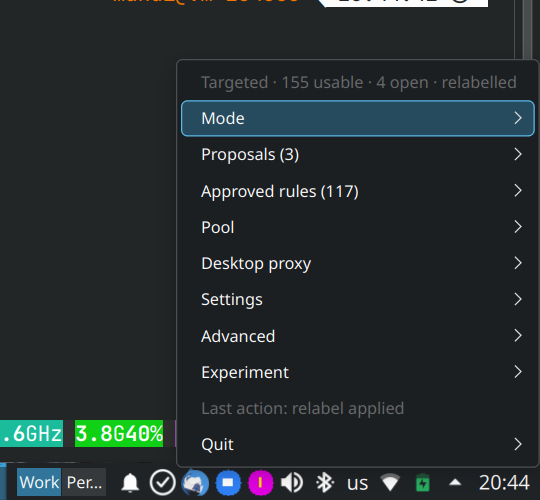 Targeted · 155 usable · 4 open · relabelled
Mode
Proposals (3)
Approved rules (117)
Pool
Desktop proxy
Settings
Advanced
Experiment
Last action: relabel applied
Quit
.6GHz 3.8G40%
Work Per... us 20:44